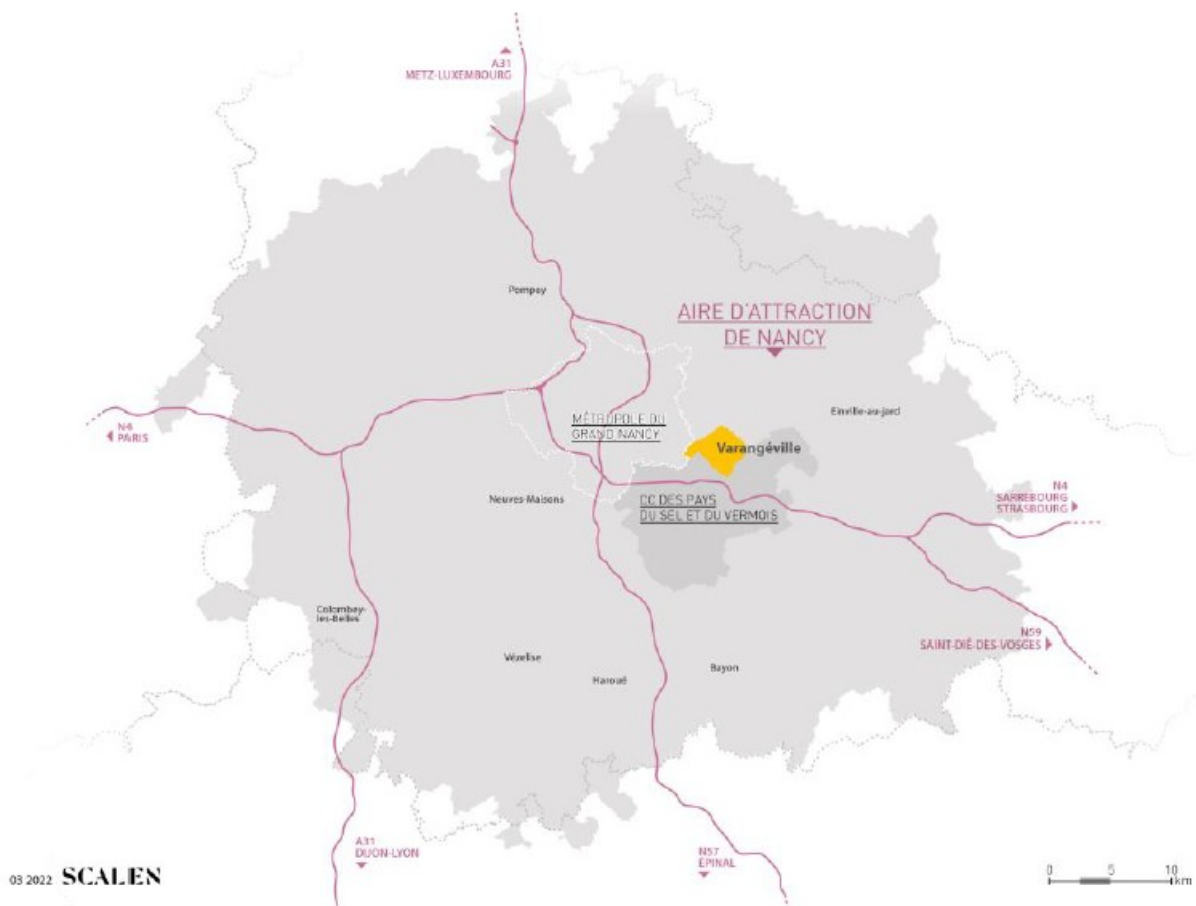 A31
METZ-LUXEMBOURG
Pompey
AIRE D'ATTRACTION
DE NANCY
Einville-au-jard
MÉTROPOLE DU
GRAND NANCY
N4
PARIS
Varangéville
Neuves-Maisons
CC DES PAYS
DU SEL ET DU VERMOIS
N4
SARREBOURG
STRASBOURG
Colombey-
les-Belles
N59
SAINT-DIÉ-DES-VOSGES
Vézelise
Haroué
Bayon
A31
DIJON-LYON
N57
ÉPINAL
03 2022 SCALEN
0 5 10
km